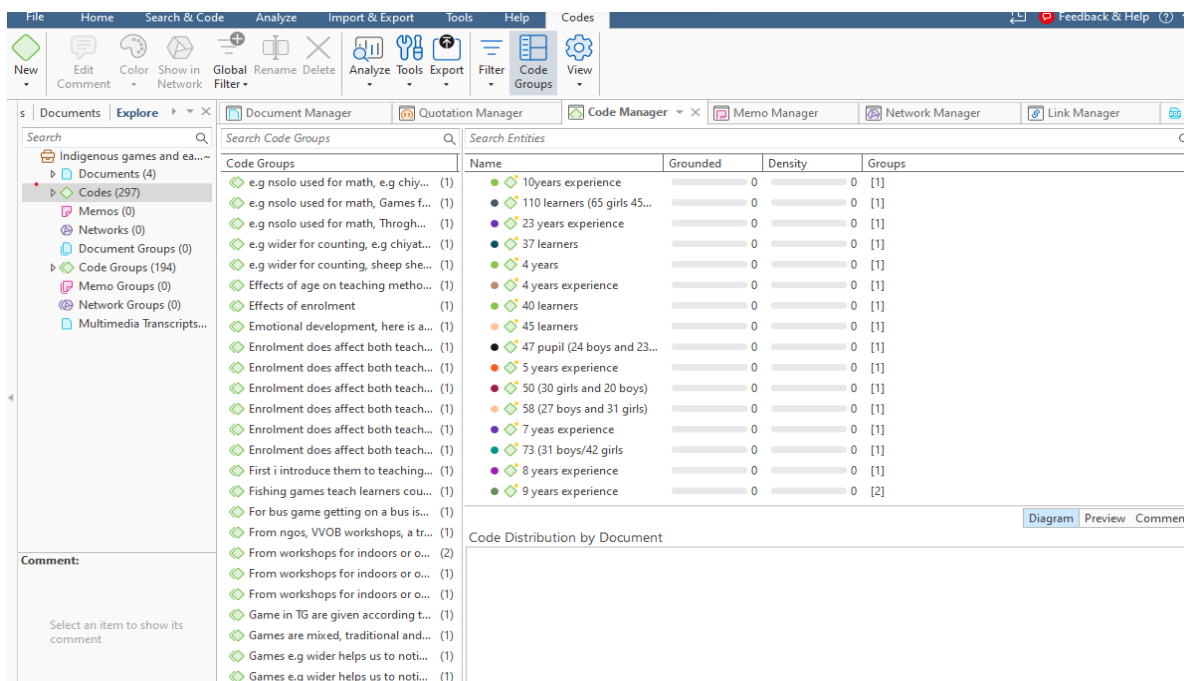 File Home Search & Code Analyze Import & Export Tools Help Codes Feedback & Help
New Edit Comment Color Show in Network Global Filter Rename Delete Analyze Tools Export Filter Code Groups View
s Documents Explore
Document Manager Quotation Manager Code Manager Memo Manager Network Manager Link Manager
Search
Indigenous games and ea...~
Documents (4)
Codes (297)
Memos (0)
Networks (0)
Document Groups (0)
Code Groups (194)
Memo Groups (0)
Network Groups (0)
Multimedia Transcripts...
Comment:
Select an item to show its
comment
Search Code Groups
Code Groups
e.g nsolo used for math, e.g chiy... (1)
e.g nsolo used for math, Games f... (1)
e.g nsolo used for math, Throgh... (1)
e.g wider for counting, e.g chiyat... (1)
e.g wider for counting, sheep she... (1)
Effects of age on teaching metho... (1)
Effects of enrolment (1)
Emotional development, here is a... (1)
Enrolment does affect both teach... (1)
Enrolment does affect both teach... (1)
Enrolment does affect both teach... (1)
Enrolment does affect both teach... (1)
Enrolment does affect both teach... (1)
Enrolment does affect both teach... (1)
First i introduce them to teaching... (1)
Fishing games teach learners cou... (1)
For bus game getting on a bus is... (1)
From ngos, VVOB workshops, a tr... (1)
From workshops for indoors or o... (2)
From workshops for indoors or o... (1)
From workshops for indoors or o... (1)
Game in TG are given according t... (1)
Games are mixed, traditional and... (1)
Games e.g wider helps us to noti... (1)
Games e.g wider helps us to noti... (1)
Search Entities
Name Grounded Density Groups
10years experience 0 0 [1]
110 learners (65 girls 45... 0 0 [1]
23 years experience 0 0 [1]
37 learners 0 0 [1]
4 years 0 0 [1]
4 years experience 0 0 [1]
40 learners 0 0 [1]
45 learners 0 0 [1]
47 pupil (24 boys and 23... 0 0 [1]
5 years experience 0 0 [1]
50 (30 girls and 20 boys) 0 0 [1]
58 (27 boys and 31 girls) 0 0 [1]
7 yeas experience 0 0 [1]
73 (31 boys/42 girls 0 0 [1]
8 years experience 0 0 [1]
9 years experience 0 0 [2]
Diagram Preview Commen
Code Distribution by Document